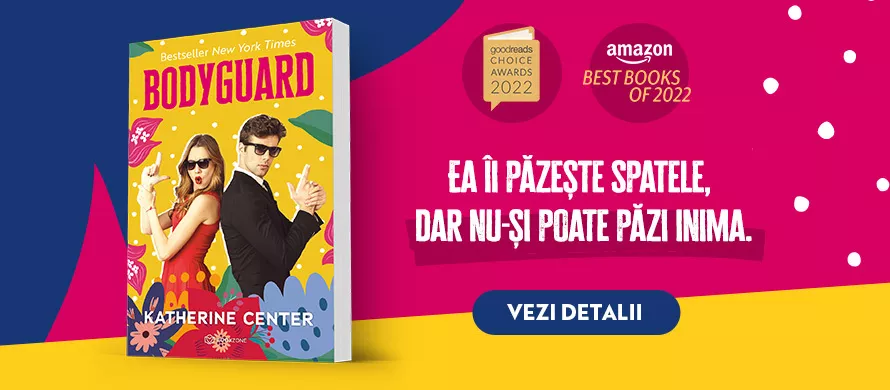 Bestseller New York Times
BODYGUARD
KATHERINE CENTER
goodreads
CHOICE
AWARDS
2022
amazon
BEST BOOKS
OF 2022
EA ÎI PĂZEȘTE SPATELE,
DAR NU-ȘI POATE PĂZI INIMA.
VEZI DETALII